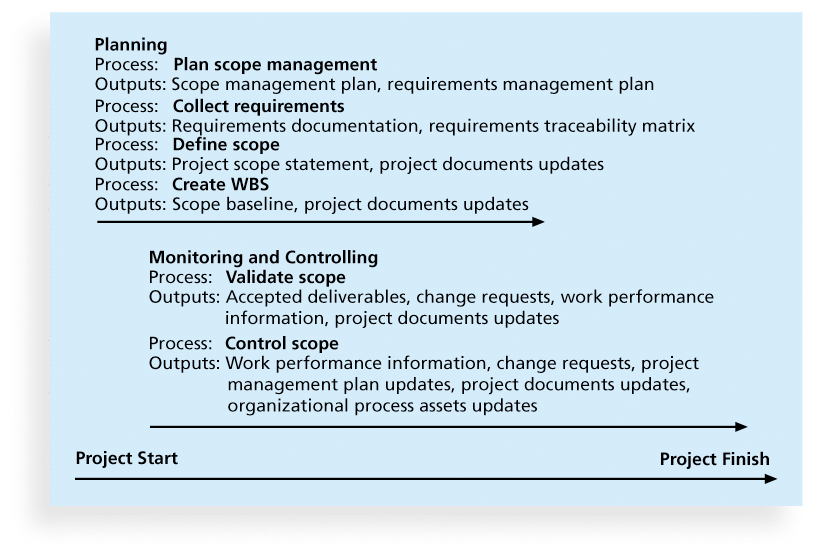 Planning
Process: Plan scope management
Outputs: Scope management plan, requirements management plan
Process: Collect requirements
Outputs: Requirements documentation, requirements traceability matrix
Process: Define scope
Outputs: Project scope statement, project documents updates
Process: Create WBS
Outputs: Scope baseline, project documents updates
Monitoring and Controlling
Process: Validate scope
Outputs: Accepted deliverables, change requests, work performance
information, project documents updates
Process: Control scope
Outputs: Work performance information, change requests, project
management plan updates, project documents updates,
organizational process assets updates
Project Start Project Finish